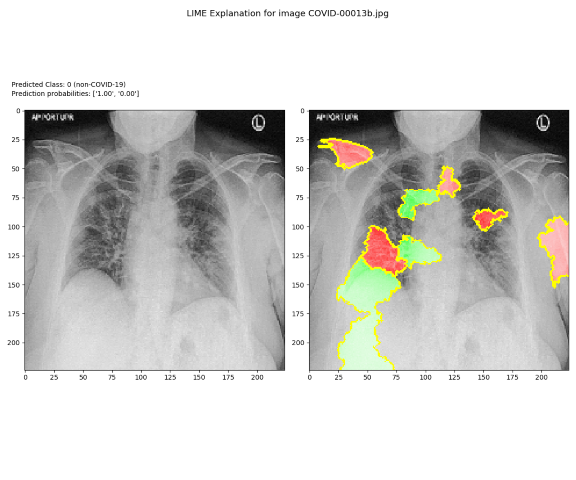 LIME Explanation for image COVID-00013b.jpg
Predicted Class: 0 (non-COVID-19)
Prediction probabilities: ['1.00', '0.00']
0
25
50
75
100
125
150
175
200
0 25 50 75 100 125 150 175 200
L
0
25
50
75
100
125
150
175
200
0 25 50 75 100 125 150 175 200
L